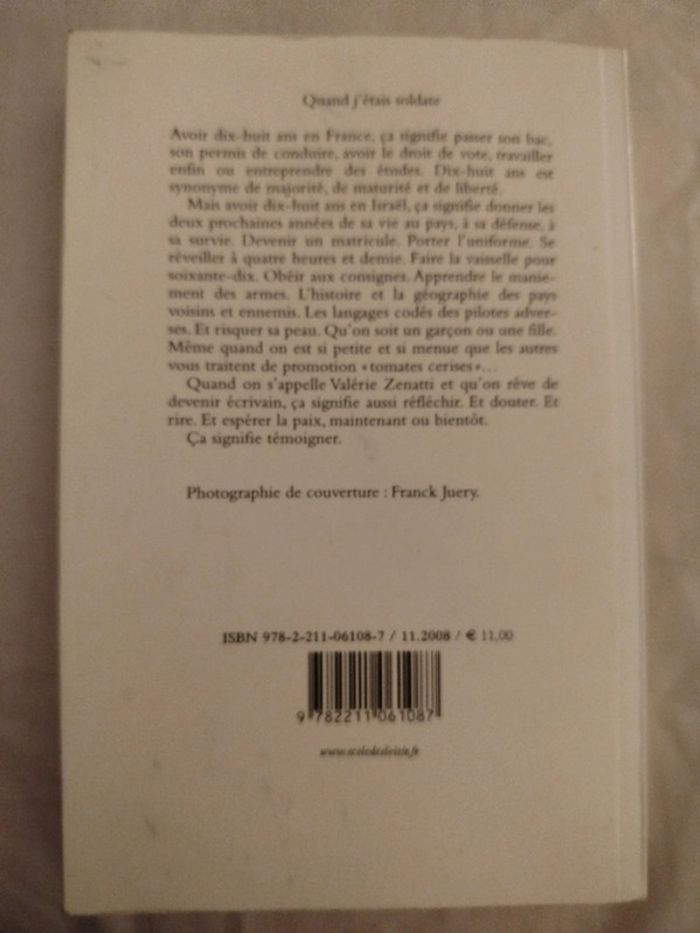 Quand j'étais soldate
Avoir dix-huit ans en France, ça signifie passer son bac,
son permis de conduire, avoir le droit de vote, travailler
enfin ou entreprendre des études. Dix-huit ans est
synonyme de majorité, de maturité et de liberté.
Mais avoir dix-huit ans en Israël, ça signifie donner les
deux prochaines années de sa vie au pays, à sa défense, à
sa survie. Devenir un matricule. Porter l'uniforme. Se
réveiller à quatre heures et demie. Faire la vaisselle pour
soixante-dix. Obéir aux consignes. Apprendre le manie-
ment des armes. L'histoire et la géographie des pays
voisins et ennemis. Les langages codés des pilotes adver-
ses. Et risquer sa peau. Qu'on soit un garçon ou une fille.
Même quand on est si petite et si menue que les autres
vous traitent de promotion «tomates cerises»...
Quand on s'appelle Valérie Zenatti et qu'on rêve de
devenir écrivain, ça signifie aussi réfléchir. Et douter. Et
rire. Et espérer la paix, maintenant ou bientôt.
Ça signifie témoigner.
Photographie de couverture : Franck Juery.
ISBN 978-2-211-06108-7 / 11.2008 / € 11,00
9 782211 061087
www.ecoledesloisirs.fr